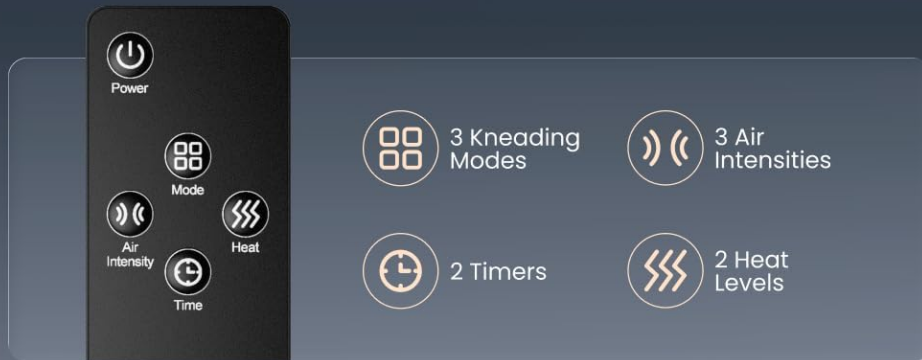 Power
Mode
Air
Intensity
Heat
Time
3 Kneading
Modes
3 Air
Intensities
2 Timers
2 Heat
Levels